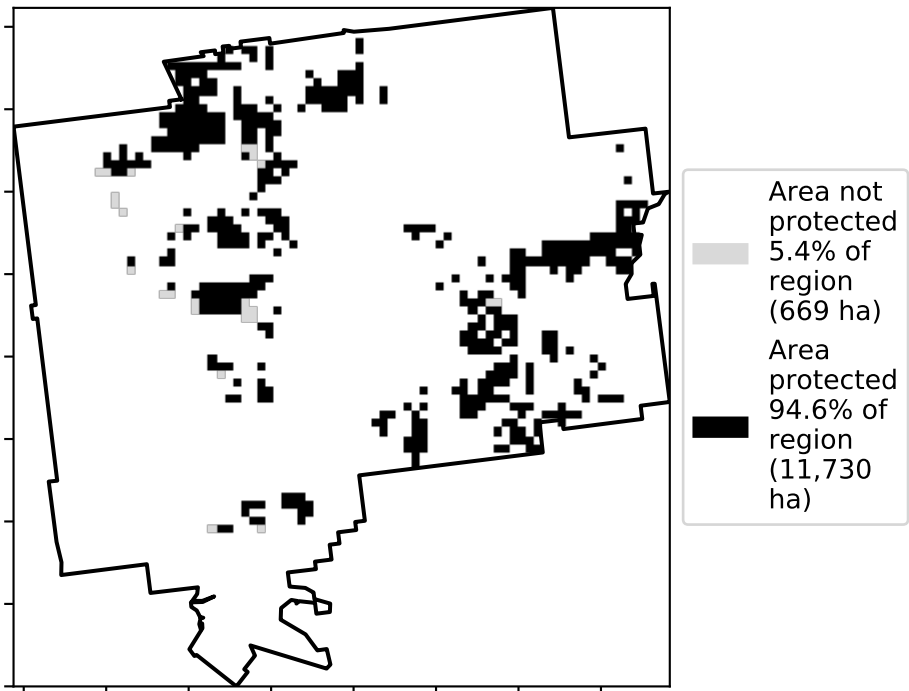 Area not
protected
5.4% of
region
(669 ha)
Area
protected
94.6% of
region
(11,730
ha)